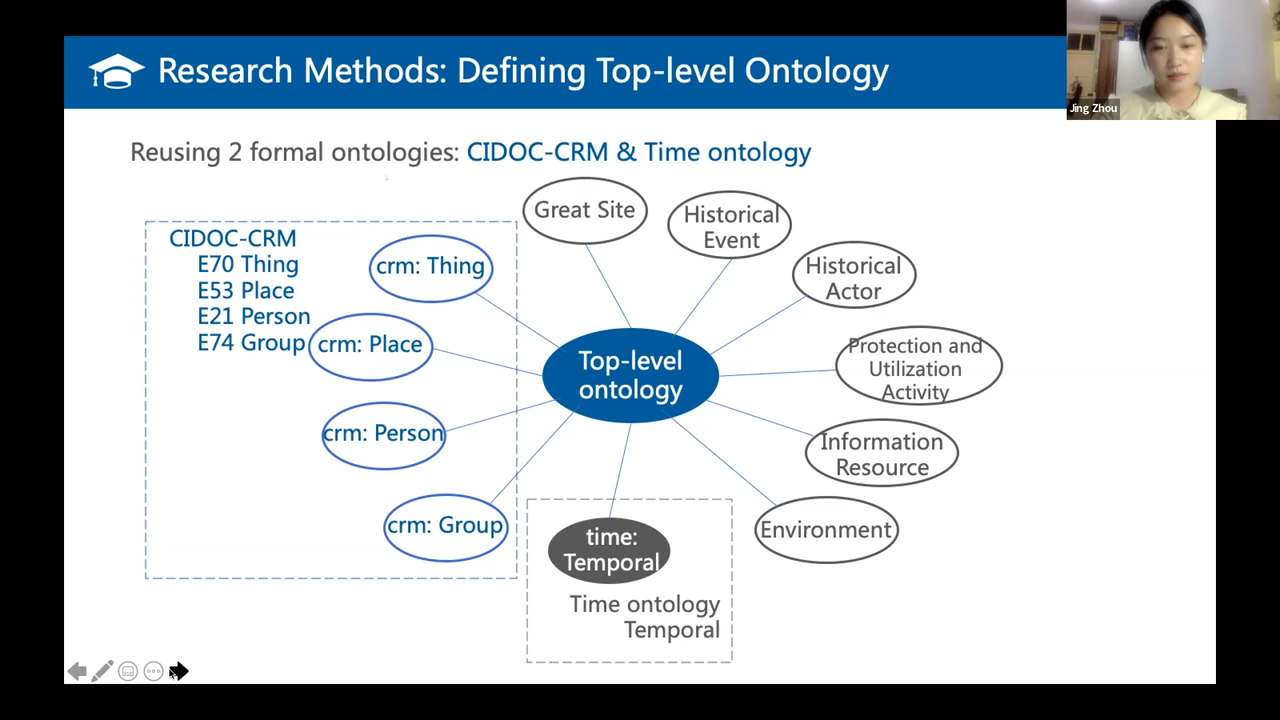 Research Methods: Defining Top-level Ontology
Jing Zhou
Reusing 2 formal ontologies: CIDOC-CRM & Time ontology
CIDOC-CRM
E70 Thing
E53 Place
E21 Person
E74 Group
crm: Thing
crm: Place
crm: Person
crm: Group
Great Site
Historical
Event
Historical
Actor
Protection and
Utilization
Activity
Information
Resource
Environment
Top-level
ontology
time:
Temporal
Time ontology
Temporal